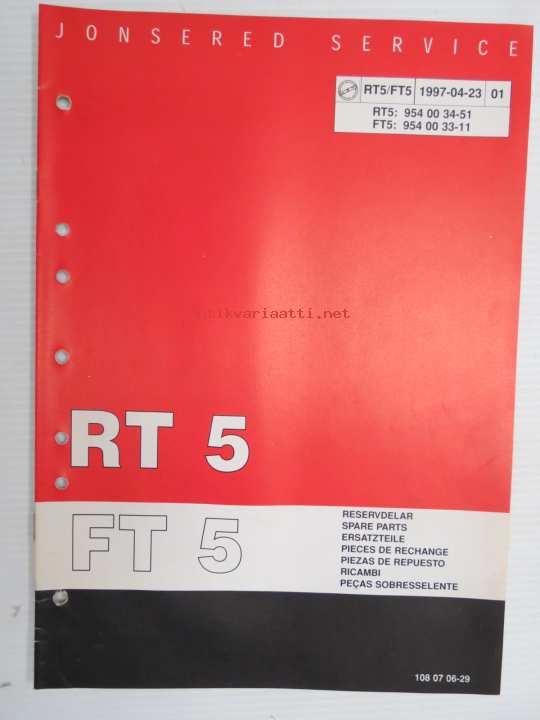 JONSERED SERVICE
RT5/FT5 1997-04-23 01
RT5: 954 00 34-51
FT5: 954 00 33-11
antikvariaatti.net
RT 5
FT 5
RESERVDELAR
SPARE PARTS
ERSATZTEILE
PIECES DE RECHANGE
PIEZAS DE REPUESTO
RICAMBI
PEÇAS SOBRESSELENTE
108 07 06-29